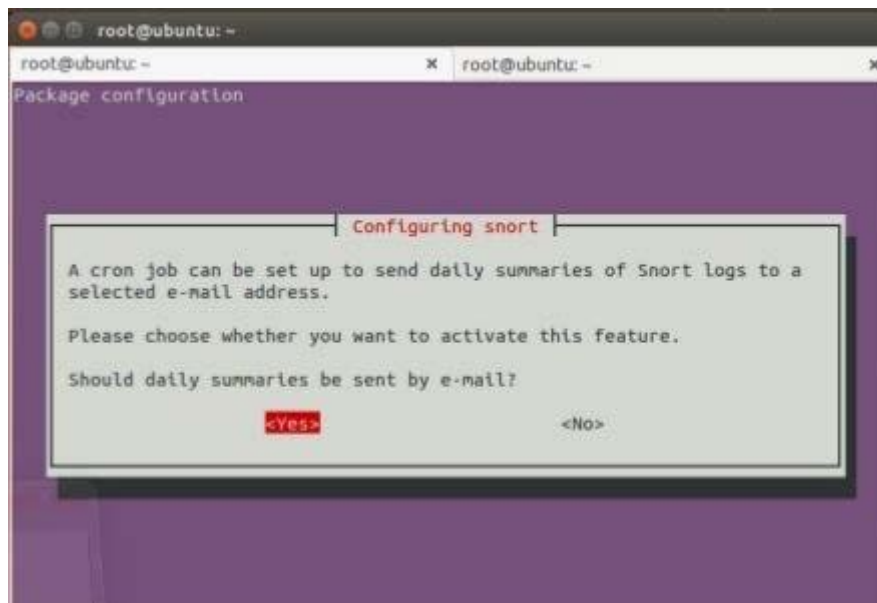 root@ubuntu: ~
root@ubuntu: ~ × root@ubuntu: ~ ×
Package configuration
Configuring snort
A cron job can be set up to send daily summaries of Snort logs to a
selected e-mail address.
Please choose whether you want to activate this feature.
Should daily summaries be sent by e-mail?
<Yes> <No>